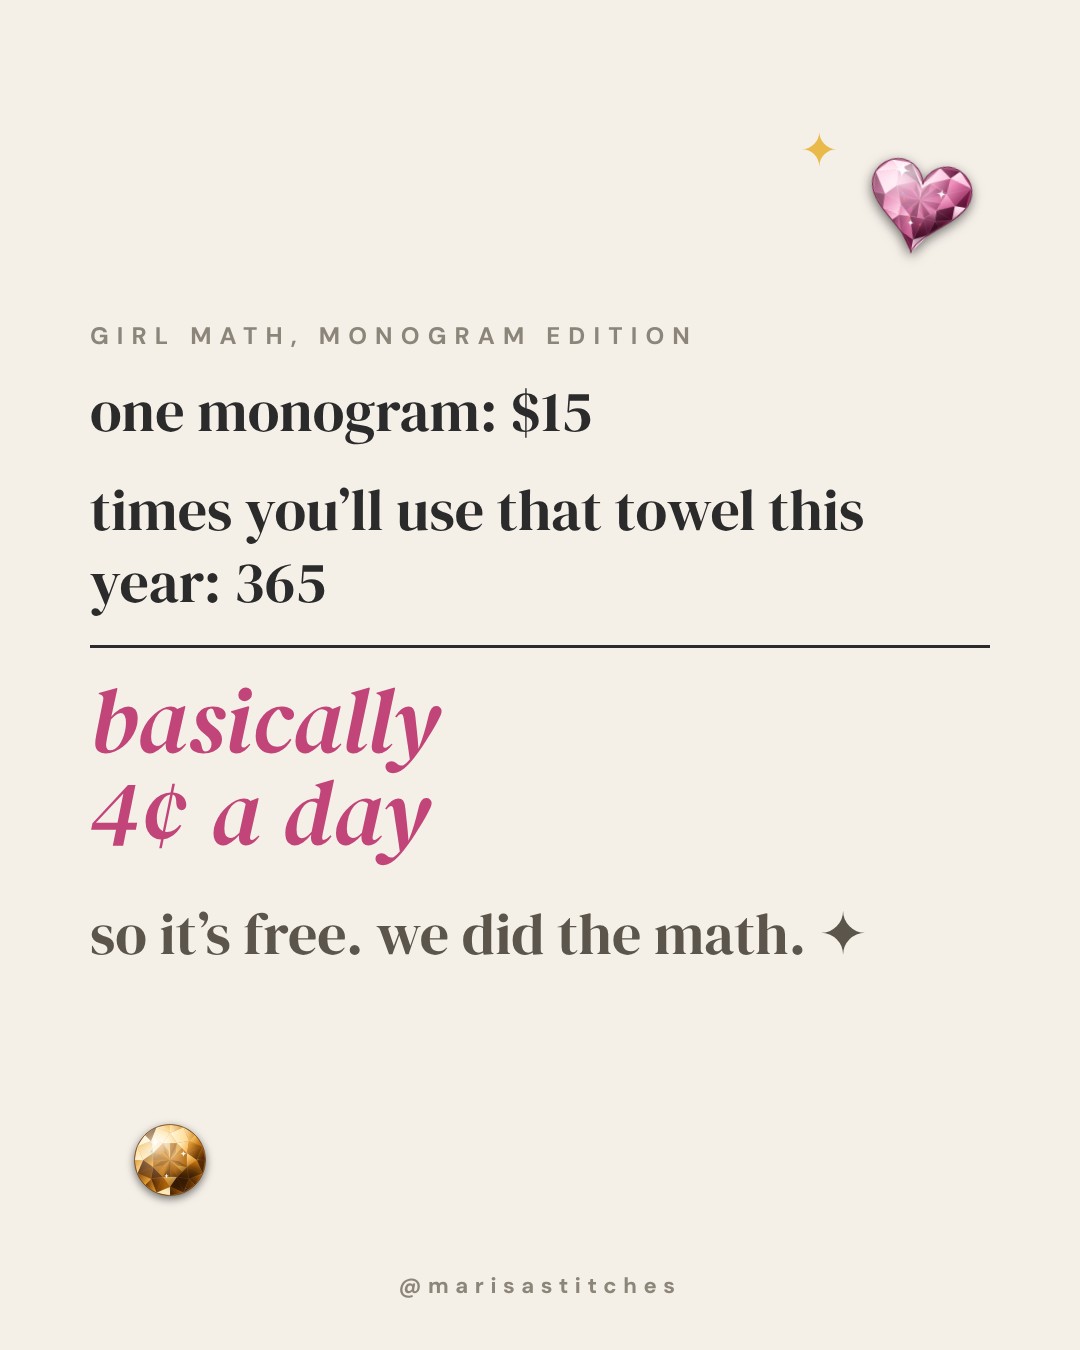 GIRL MATH, MONOGRAM EDITION
one monogram: $15
times you’ll use that towel this
year: 365
basically
4¢ a day
so it’s free. we did the math. ✦
@marisastitches